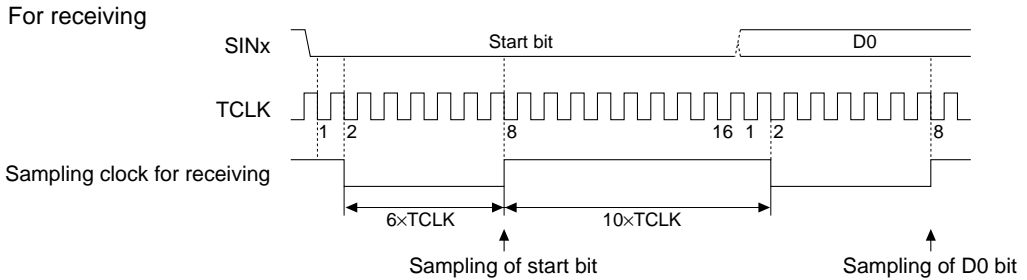 For receiving
SINx Start bit D0
TCLK
1 2 8 16 1 2 8
Sampling clock for receiving
6×TCLK 10×TCLK
Sampling of start bit Sampling of D0 bit